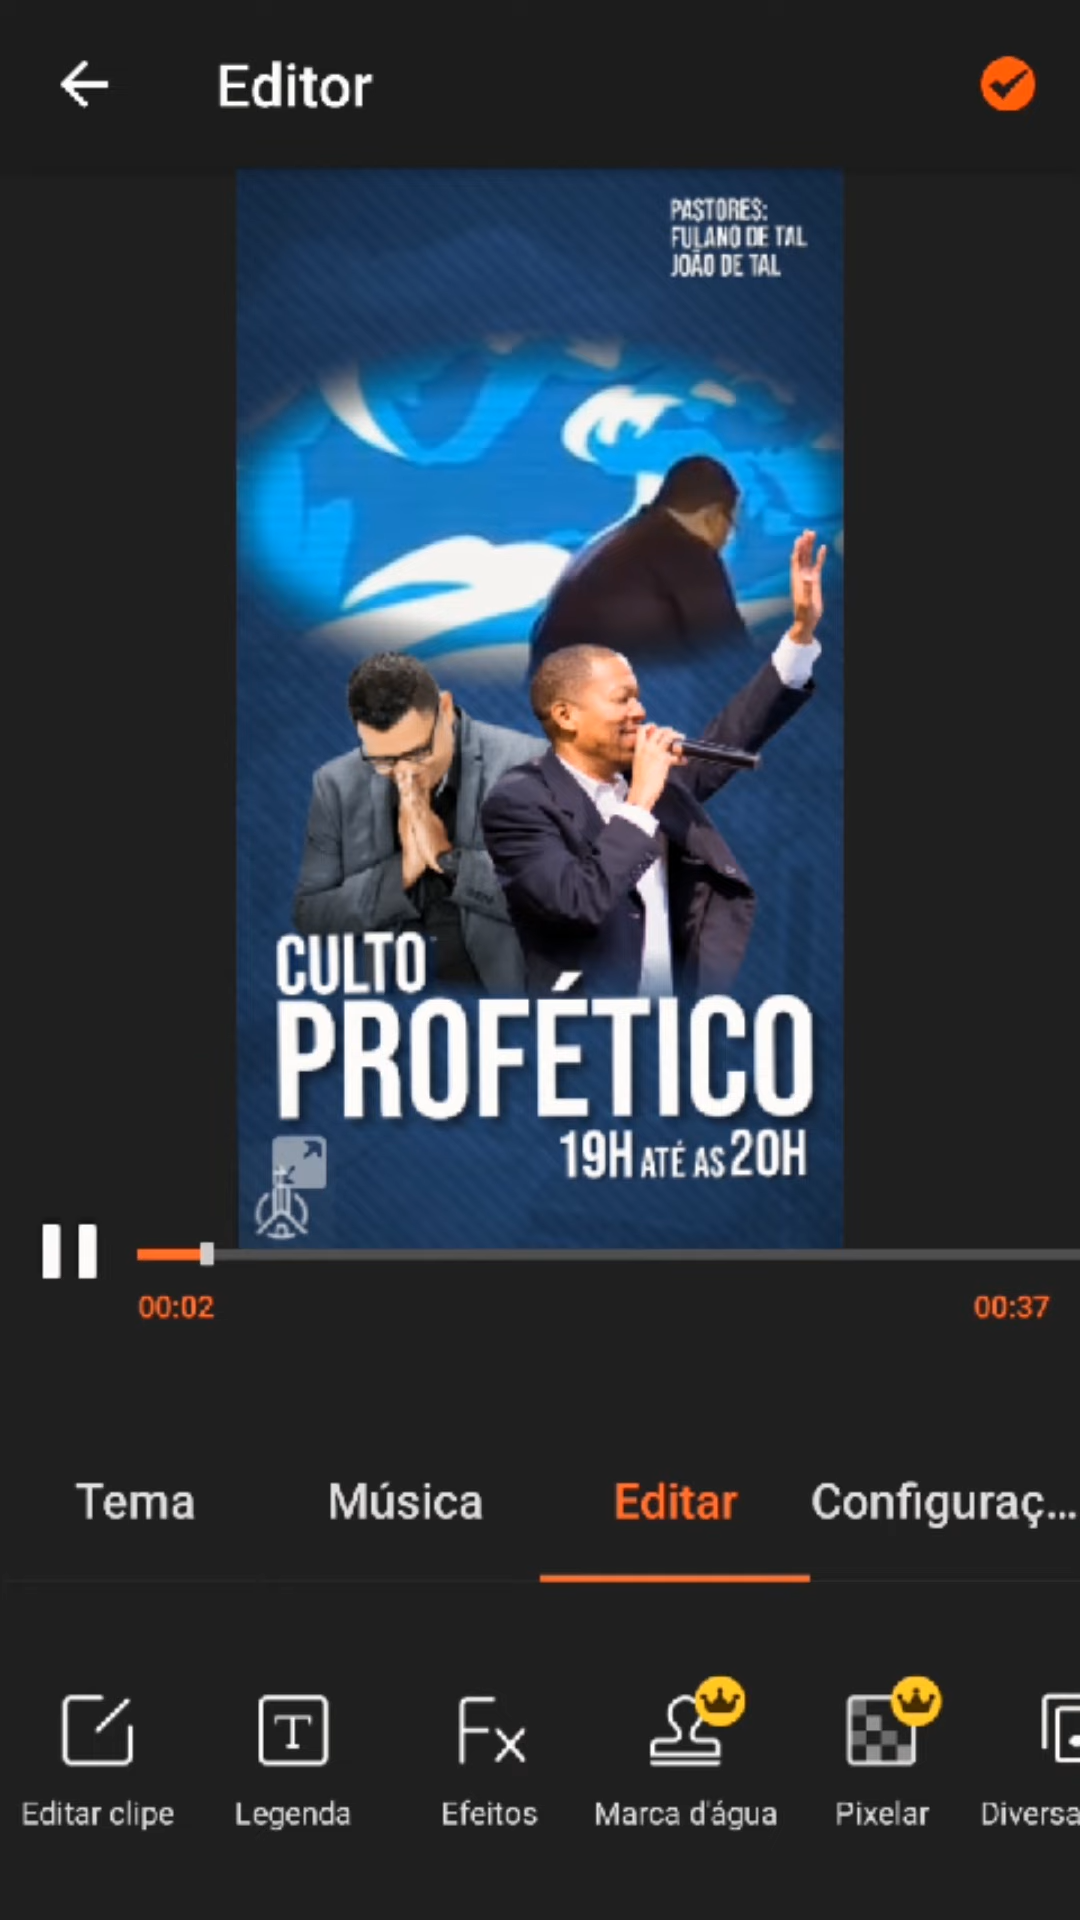 Editor
PASTORES:
FULANO DE TAL
JOÃO DE TAL
CULTO
PROFÉTICO
19H ATÉ AS 20H
00:02
00:37
Tema
Música
Editar
Configuraç...
T
Fx
Editar clipe
Legenda
Efeitos
Marca d'água
Pixelar
Diversa